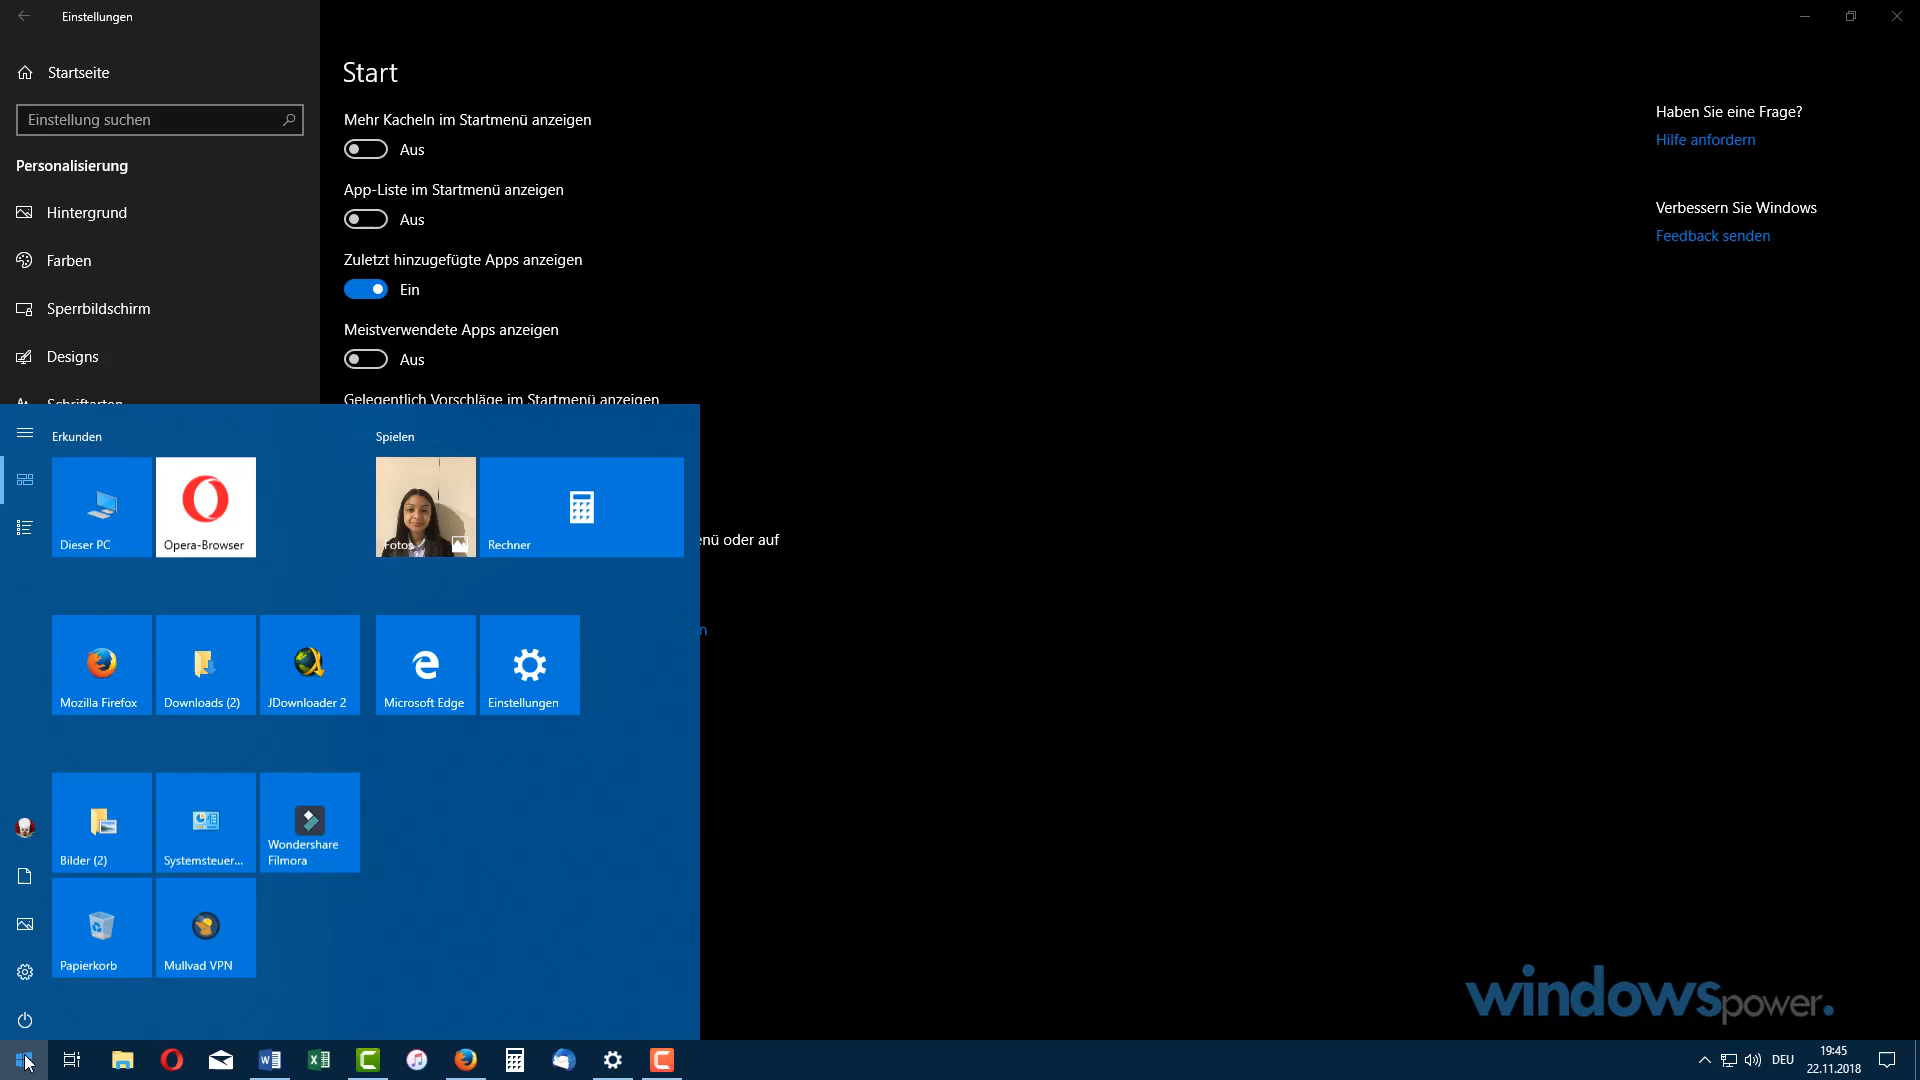 Einstellungen
Startseite
Einstellung suchen
Personalisierung
Hintergrund
Farben
Sperrbildschirm
Designs
Schriftarten
Start
Mehr Kacheln im Startmenü anzeigen
Aus
App-Liste im Startmenü anzeigen
Aus
Zuletzt hinzugefügte Apps anzeigen
Ein
Meistverwendete Apps anzeigen
Aus
Gelegentlich Vorschläge im Startmenü anzeigen
nü oder auf
n
Haben Sie eine Frage?
Hilfe anfordern
Verbessern Sie Windows
Feedback senden
Erkunden
Spielen
Dieser PC
Opera-Browser
Fotos
Rechner
Mozilla Firefox
Downloads (2)
JDownloader 2
Microsoft Edge
Einstellungen
Bilder (2)
Systemsteuer...
Wondershare
Filmora
Papierkorb
Mullvad VPN
windowspower.
DEU
19:45
22.11.2018